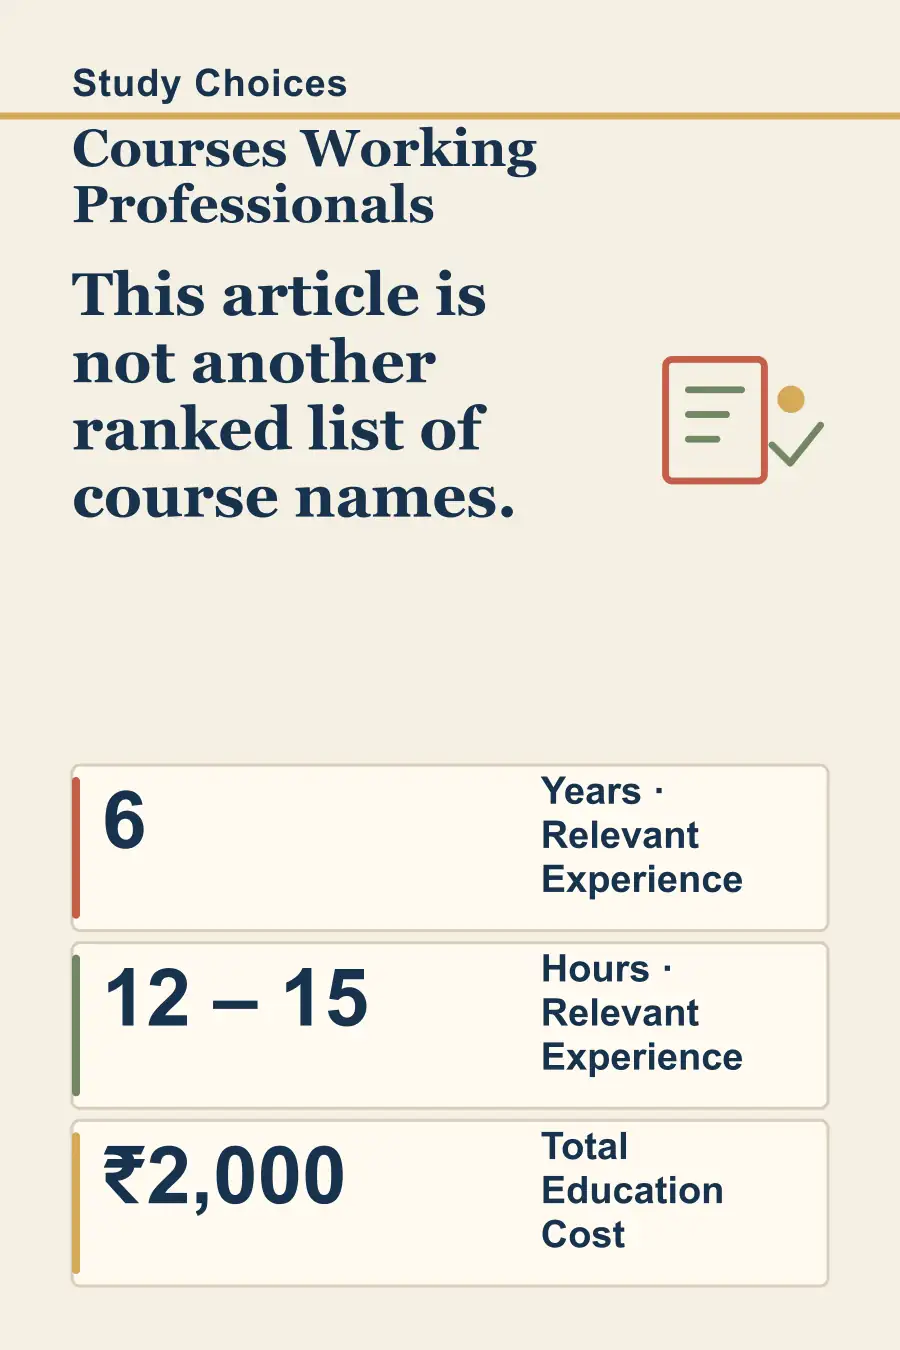 Study Choices
Courses Working
Professionals
This article is
not another
ranked list of
course names.
6
Years ·
Relevant
Experience
12 – 15
Hours ·
Relevant
Experience
₹2,000
Total
Education
Cost